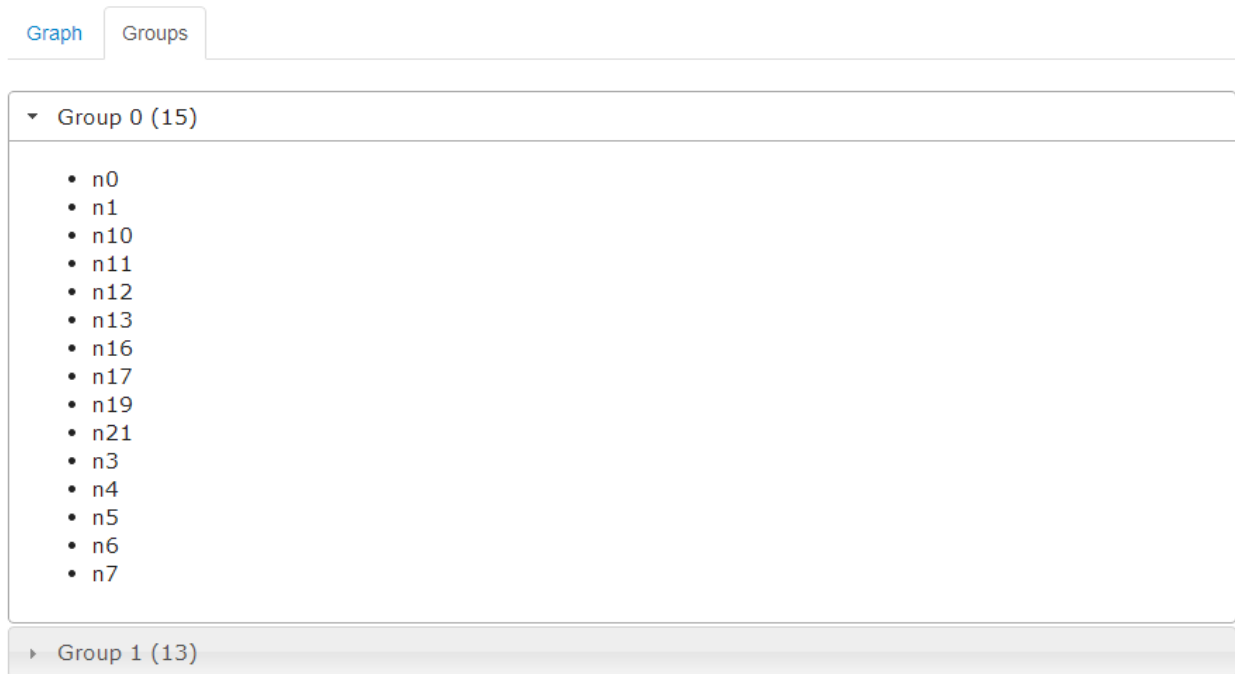 Graph Groups
Group 0 (15)
n0
n1
n10
n11
n12
n13
n16
n17
n19
n21
n3
n4
n5
n6
n7
Group 1 (13)